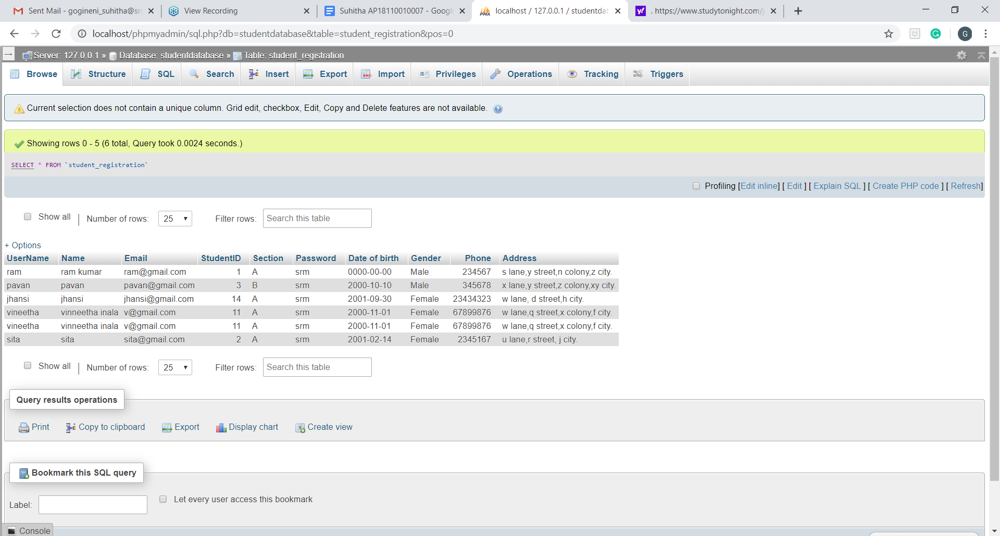 Sent Mail - gogineni_suhitha@sr
View Recording
Suhitha AP18110010007 - Google
localhost / 127.0.0.1 / studentdat
. https://www.studytonight.com/j
localhost/phpmyadmin/sql.php?db=studentdatabase&table=student_registration&pos=0
G
Server: 127.0.0.1 » Database: studentdatabase » Table: student_registration
Browse Structure SQL Search Insert Export Import Privileges Operations Tracking Triggers
Current selection does not contain a unique column. Grid edit, checkbox, Edit, Copy and Delete features are not available.
Showing rows 0 - 5 (6 total, Query took 0.0024 seconds.)
SELECT * FROM `student_registration`
Profiling [Edit inline] [ Edit ] [ Explain SQL ] [ Create PHP code ] [ Refresh]
Show all | Number of rows: 25 Filter rows: Search this table
+ Options
UserName Name Email StudentID Section Password Date of birth Gender Phone Address
ram ram kumar ram@gmail.com 1 A srm 0000-00-00 Male 234567 s lane,y street,n colony,z city.
pavan pavan pavan@gmail.com 3 B srm 2000-10-10 Male 345678 x lane,y street,z colony,xy city.
jhansi jhansi jhansi@gmail.com 14 A srm 2001-09-30 Female 23434323 w lane, d street,h city.
vineetha vinneetha inala v@gmail.com 11 A srm 2000-11-01 Female 67899876 w lane,q street,x colony,f city.
vineetha vinneetha inala v@gmail.com 11 A srm 2000-11-01 Female 67899876 w lane,q street,x colony,f city.
sita sita sita@gmail.com 2 A srm 2001-02-14 Female 2345167 u lane,r street, j city.
Show all | Number of rows: 25 Filter rows: Search this table
Query results operations
Print Copy to clipboard Export Display chart Create view
Bookmark this SQL query
Label: Let every user access this bookmark
Console